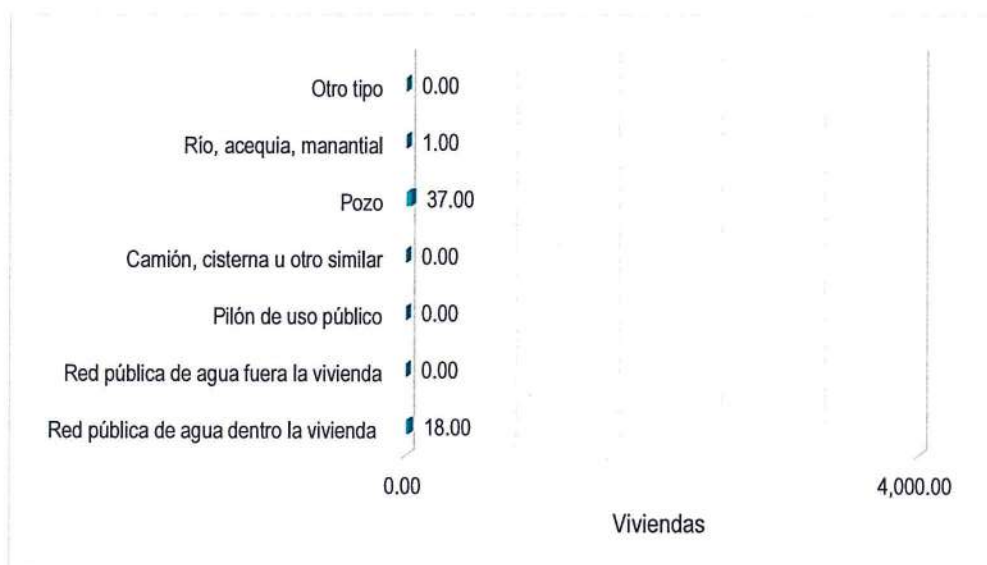 Otro tipo 0.00
Río, acequia, manantial 1.00
Pozo 37.00
Camión, cisterna u otro similar 0.00
Pilón de uso público 0.00
Red pública de agua fuera la vivienda 0.00
Red pública de agua dentro la vivienda 18.00
0.00 4,000.00
Viviendas